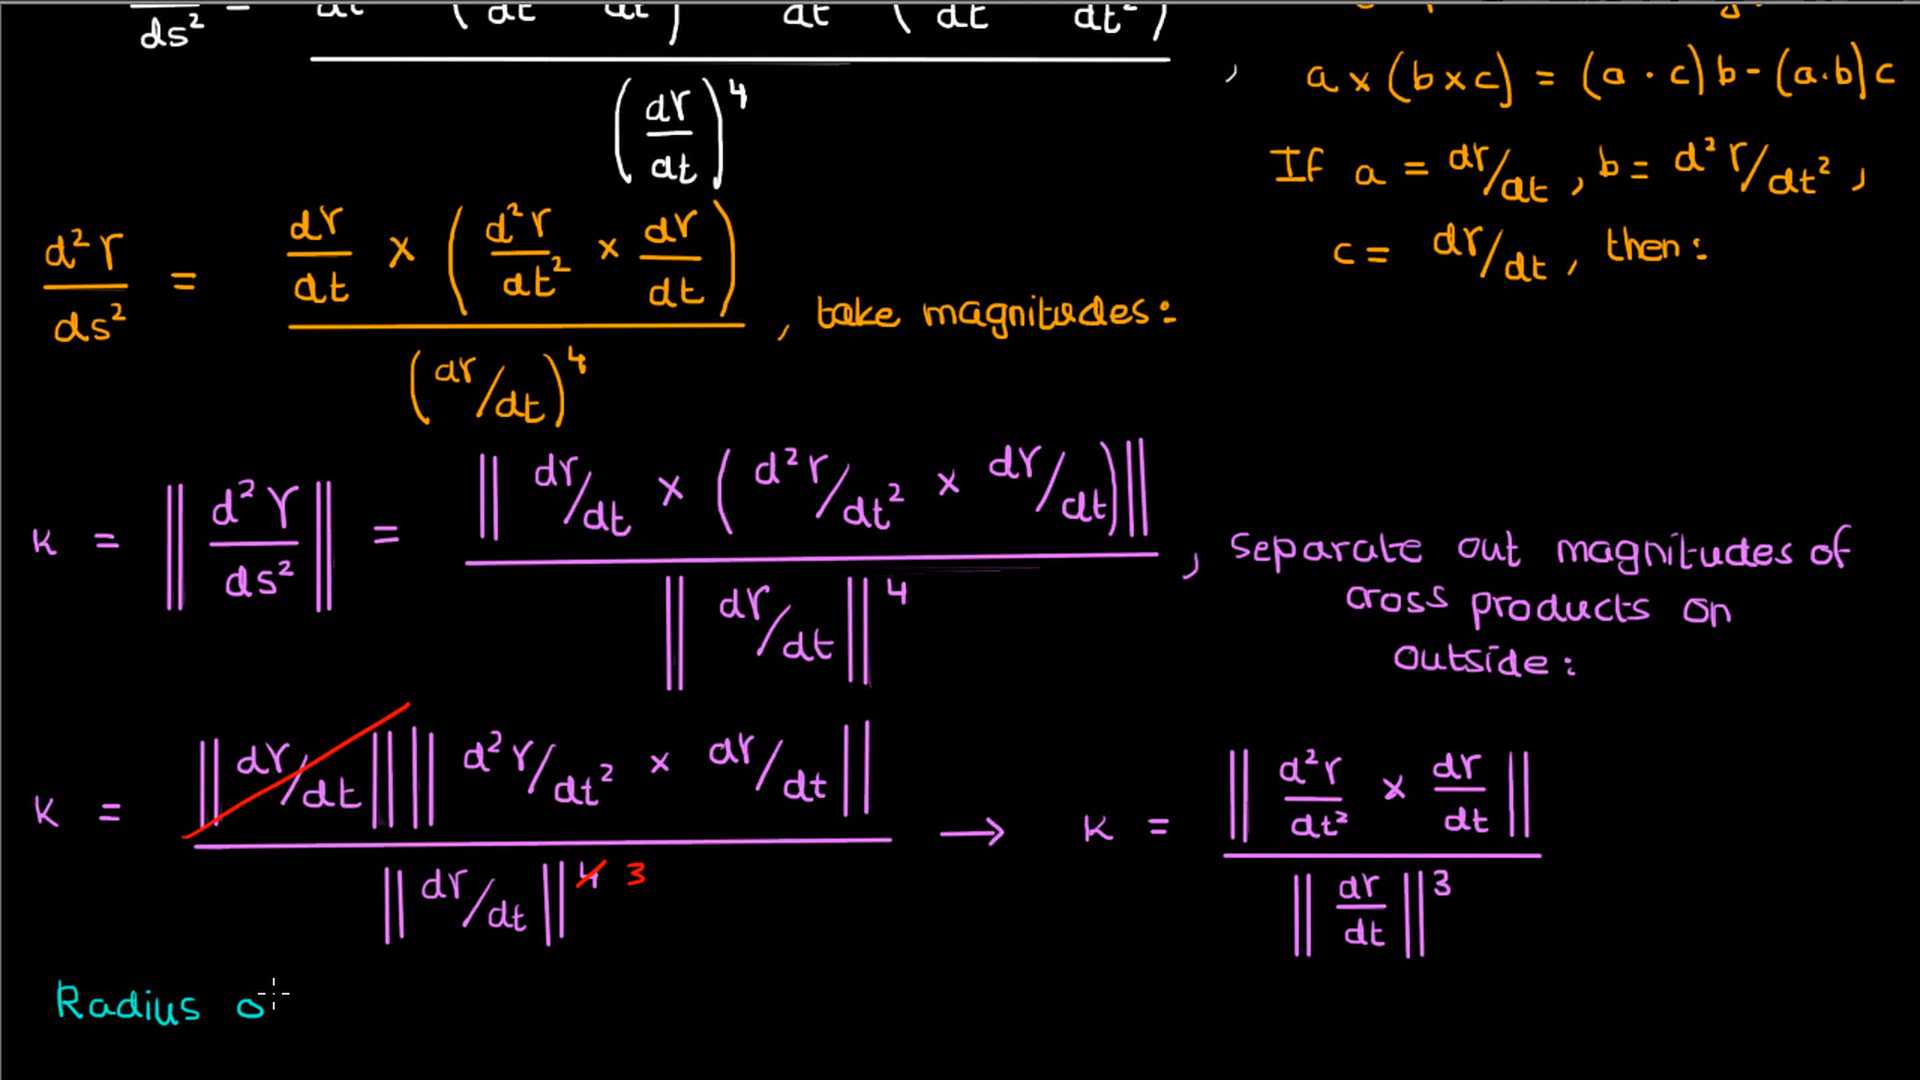 ds² =
(dr/dt)⁴
, a × (b × c) = (a · c) b - (a·b) c
If a = dr/dt , b = d²r/dt² ,
c = dr/dt , then:
d²r/ds² = dr/dt × ( d²r/dt² × dr/dt ) / (dr/dt)⁴ , take magnitudes:
K = || d²r/ds² || = || dr/dt × ( d²r/dt² × dr/dt ) || / || dr/dt ||⁴ , separate out magnitudes of
cross products on
outside:
K = || dr/dt || || d²r/dt² × dr/dt || / || dr/dt ||⁴ 3 → K = || d²r/dt² × dr/dt || / || dr/dt ||³
Radius o